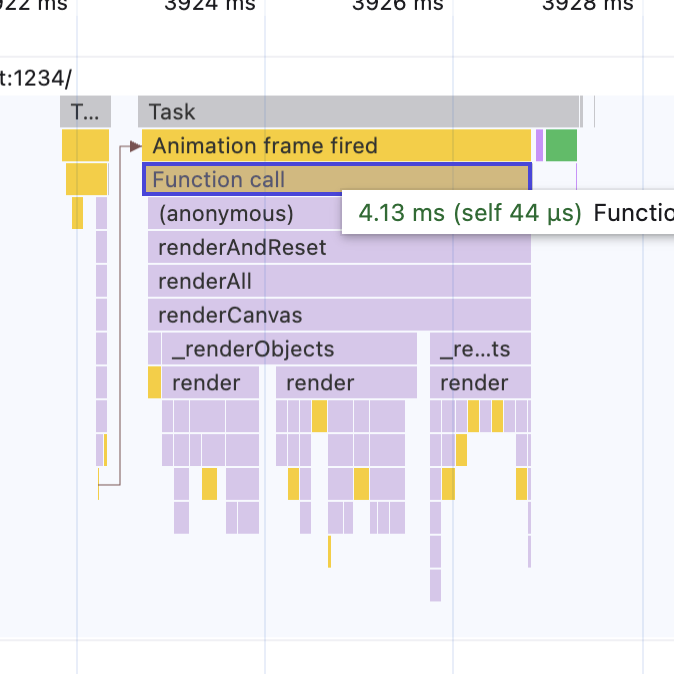 922 ms 3924 ms 3926 ms 3928 ms
t:1234/
T... Task
Animation frame fired
Function call
(anonymous) 4.13 ms (self 44 μs) Functio
renderAndReset
renderAll
renderCanvas
_renderObjects _re...ts
render render render